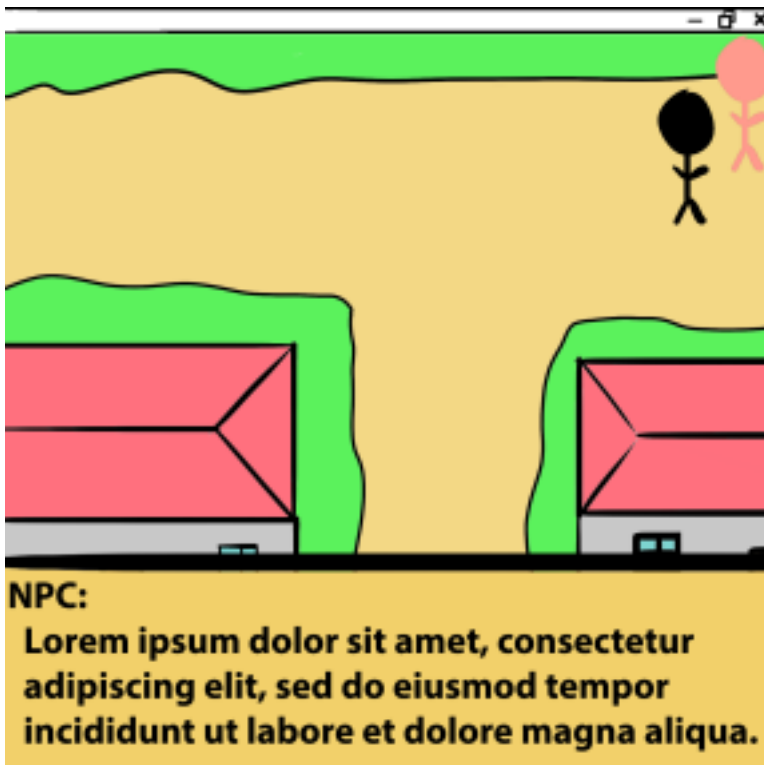 NPC:
Lorem ipsum dolor sit amet, consectetur
adipiscing elit, sed do eiusmod tempor
incididunt ut labore et dolore magna aliqua.